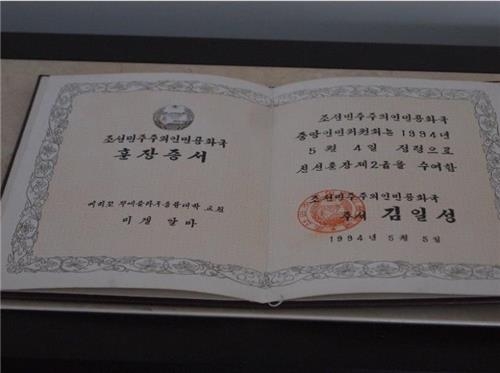 조선민주주의인민공화국
훈장증서
미젤 알마
조선민주주의인민공화국
중앙인민위원회는 1994년
5월 4일 정령으로
친선훈장제2급을 수여함
조선민주주의인민공화국
주석 김일성
1994년 5월 5일